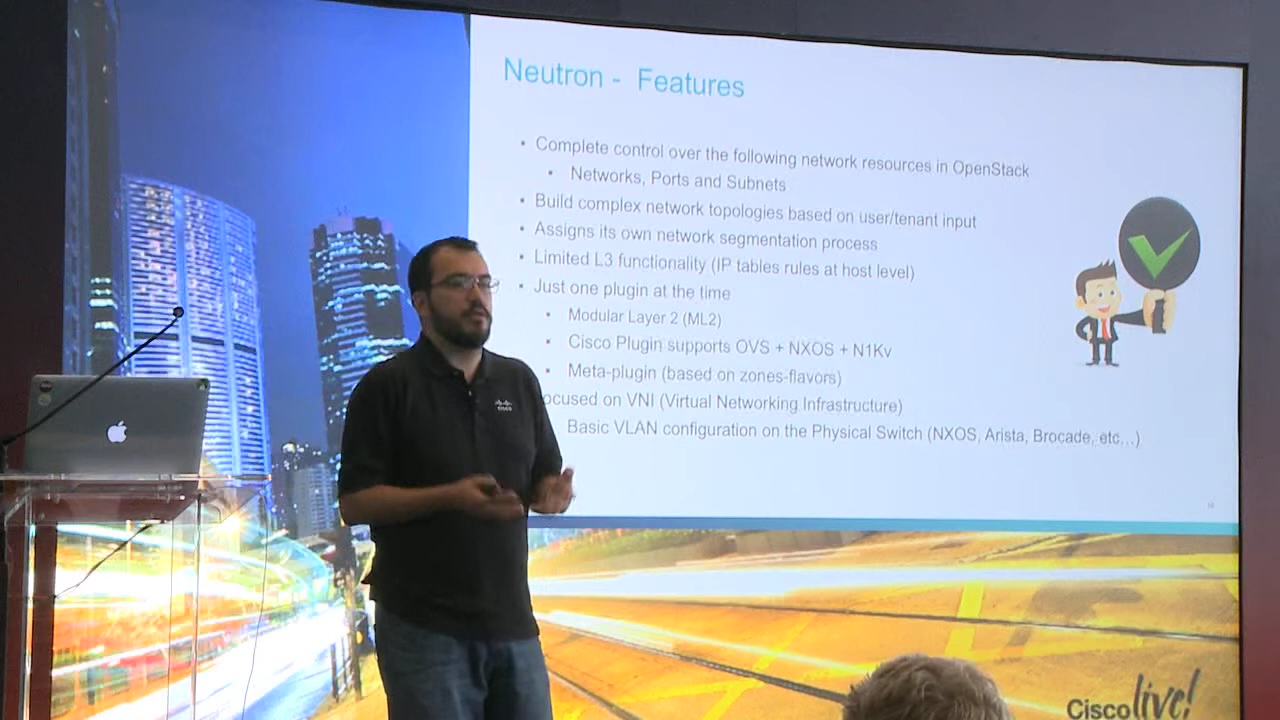 Neutron - Features
• Complete control over the following network resources in OpenStack
• Networks, Ports and Subnets
• Build complex network topologies based on user/tenant input
• Assigns its own network segmentation process
• Limited L3 functionality (IP tables rules at host level)
• Just one plugin at the time
• Modular Layer 2 (ML2)
• Cisco Plugin supports OVS + NXOS + N1Kv
• Meta-plugin (based on zones-flavors)
ocused on VNI (Virtual Networking Infrastructure)
Basic VLAN configuration on the Physical Switch (NXOS, Arista, Brocade, etc...)
cisco
Cisco live!